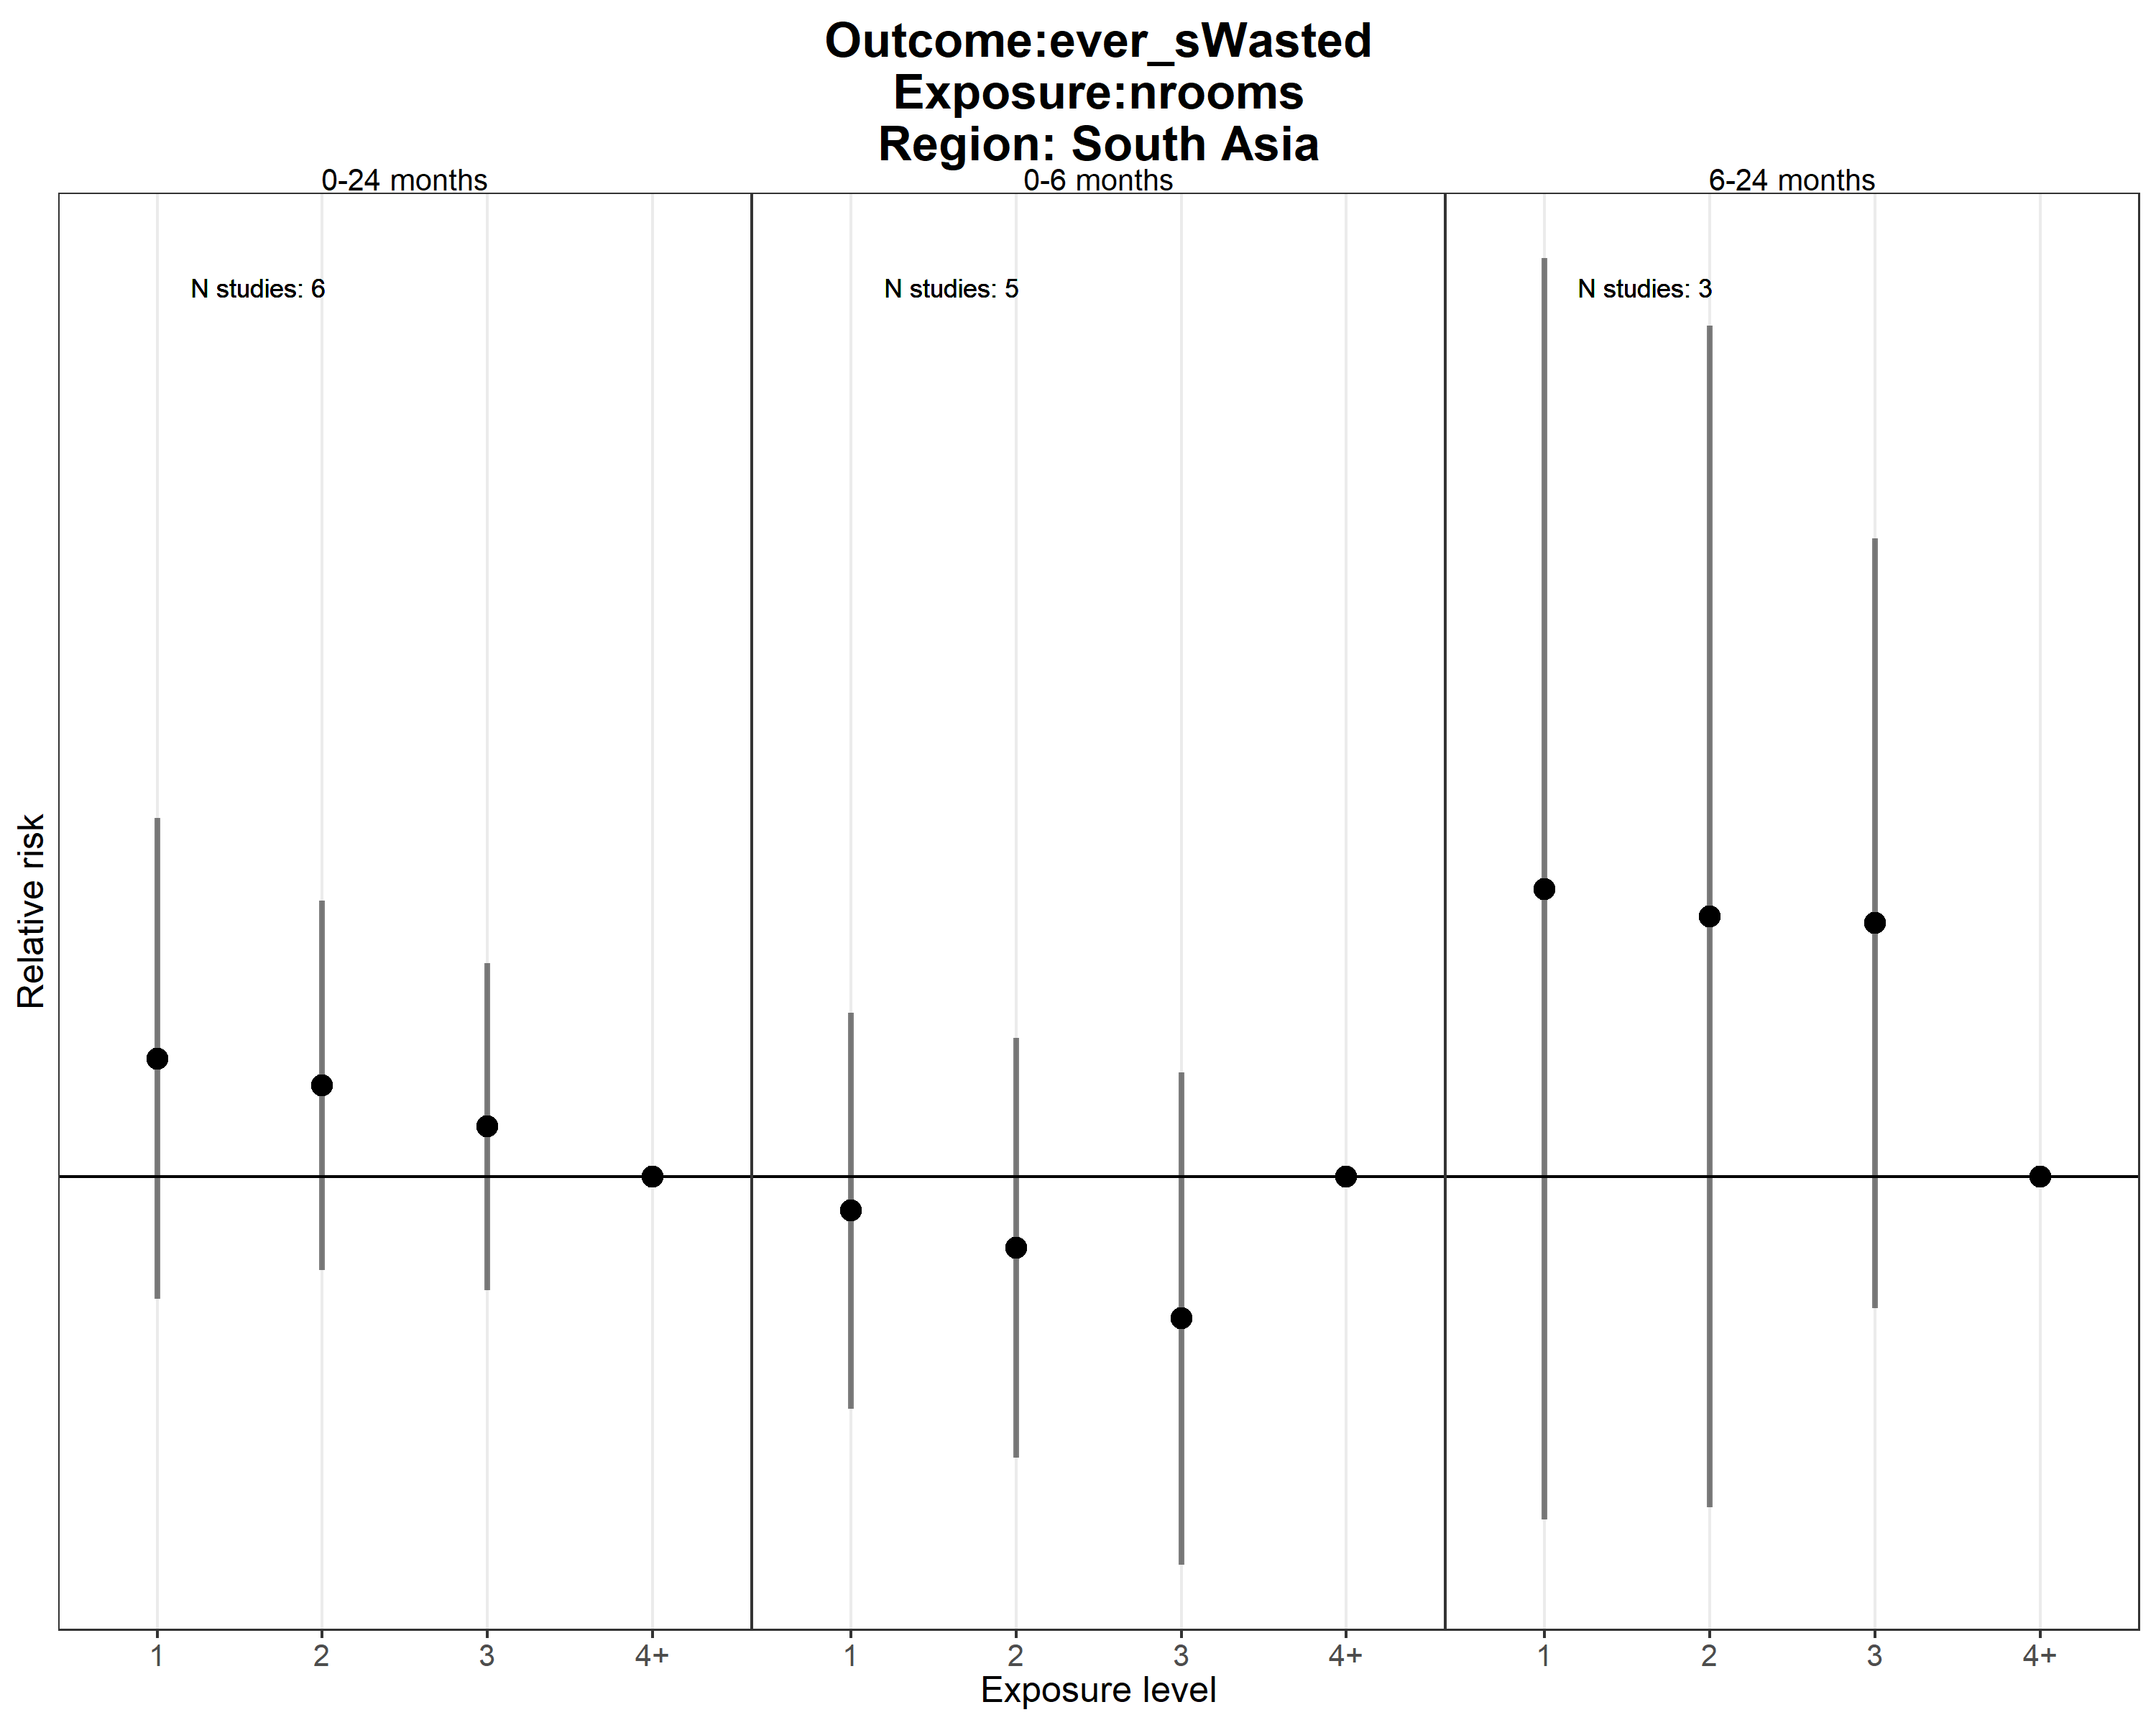 Outcome:ever_sWasted
Exposure:nrooms
Region: South Asia
0-24 months
0-6 months
6-24 months
N studies: 6
N studies: 5
N studies: 3
Relative risk
1 2 3 4+ 1 2 3 4+ 1 2 3 4+
Exposure level